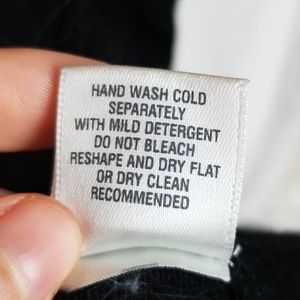 HAND WASH COLD
SEPARATELY
WITH MILD DETERGENT
DO NOT BLEACH
RESHAPE AND DRY FLAT
OR DRY CLEAN
RECOMMENDED